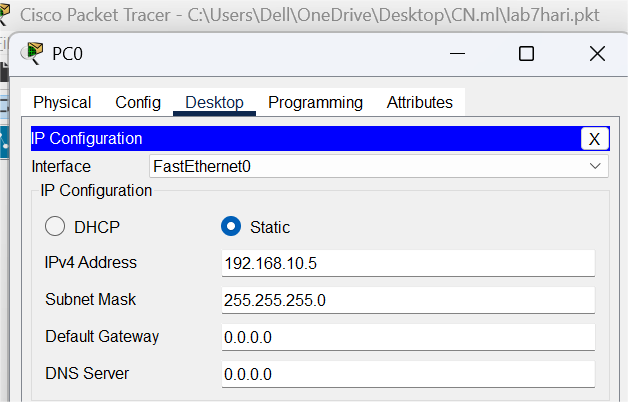 Cisco Packet Tracer - C:\Users\Dell\OneDrive\Desktop\CN.ml\lab7hari.pkt
PC0
Physical Config Desktop Programming Attributes
IP Configuration X
Interface FastEthernet0
IP Configuration
DHCP Static
IPv4 Address 192.168.10.5
Subnet Mask 255.255.255.0
Default Gateway 0.0.0.0
DNS Server 0.0.0.0